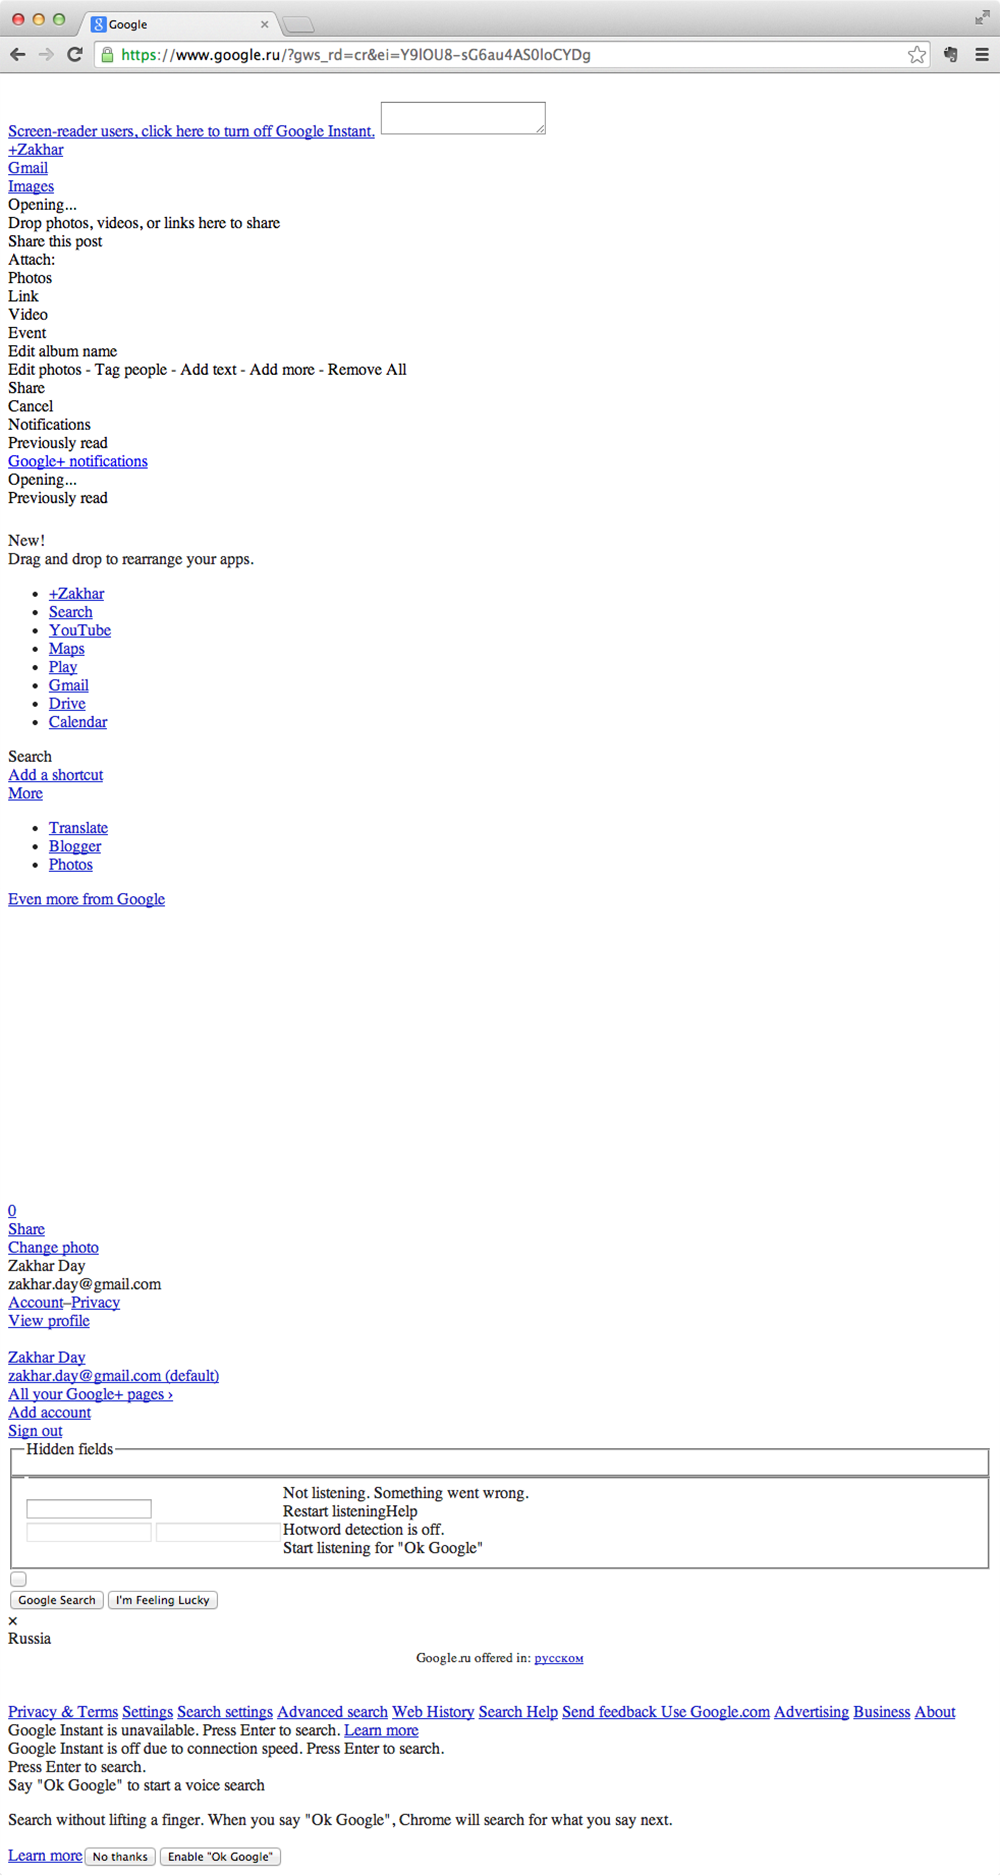 Google
https://www.google.ru/?gws_rd=cr&ei=Y9IOU8-sG6au4AS0IoCYDg
Screen-reader users, click here to turn off Google Instant.
+Zakhar
Gmail
Images
Opening...
Drop photos, videos, or links here to share
Share this post
Attach:
Photos
Link
Video
Event
Edit album name
Edit photos - Tag people - Add text - Add more - Remove All
Share
Cancel
Notifications
Previously read
Google+ notifications
Opening...
Previously read
New!
Drag and drop to rearrange your apps.
+Zakhar
Search
YouTube
Maps
Play
Gmail
Drive
Calendar
Search
Add a shortcut
More
Translate
Blogger
Photos
Even more from Google
0
Share
Change photo
Zakhar Day
zakhar.day@gmail.com
Account–Privacy
View profile
Zakhar Day
zakhar.day@gmail.com (default)
All your Google+ pages ›
Add account
Sign out
Hidden fields
Not listening. Something went wrong.
Restart listeningHelp
Hotword detection is off.
Start listening for "Ok Google"
Google Search I'm Feeling Lucky
×
Russia
Google.ru offered in: русском
Privacy & Terms Settings Search settings Advanced search Web History Search Help Send feedback Use Google.com Advertising Business About
Google Instant is unavailable. Press Enter to search. Learn more
Google Instant is off due to connection speed. Press Enter to search.
Press Enter to search.
Say "Ok Google" to start a voice search
Search without lifting a finger. When you say "Ok Google", Chrome will search for what you say next.
Learn more No thanks Enable "Ok Google"